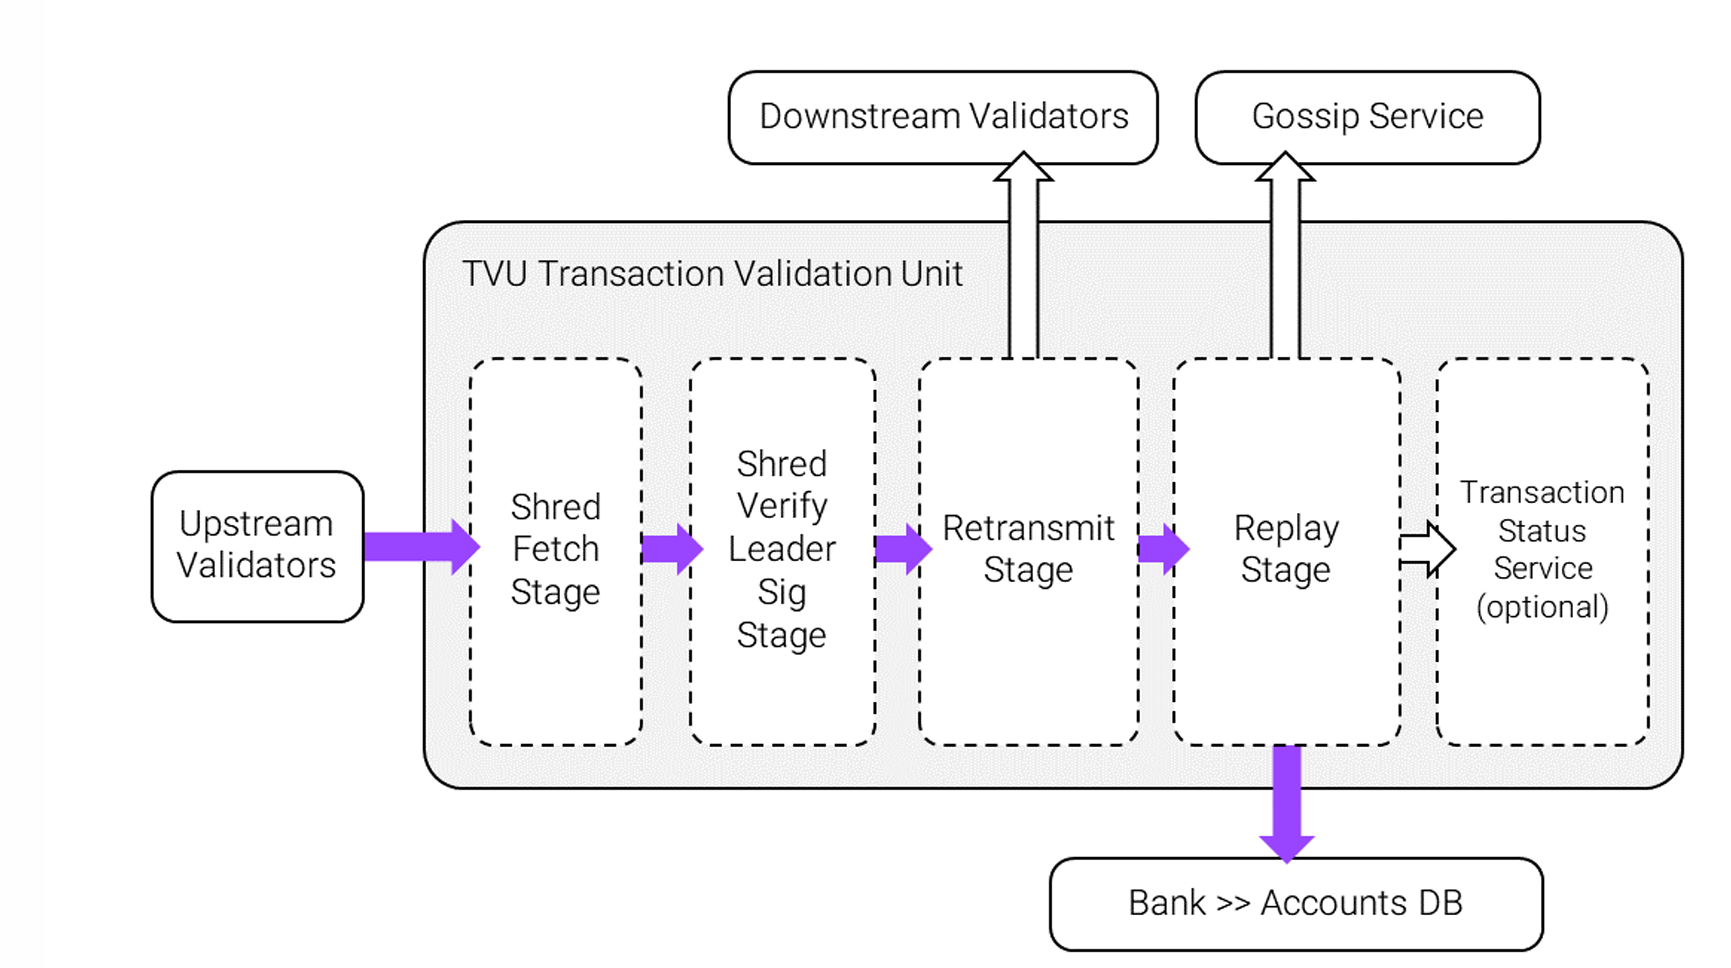 Downstream Validators
Gossip Service
TVU Transaction Validation Unit
Upstream
Validators
Shred
Fetch
Stage
Shred
Verify
Leader
Sig
Stage
Retransmit
Stage
Replay
Stage
Transaction
Status
Service
(optional)
Bank >> Accounts DB